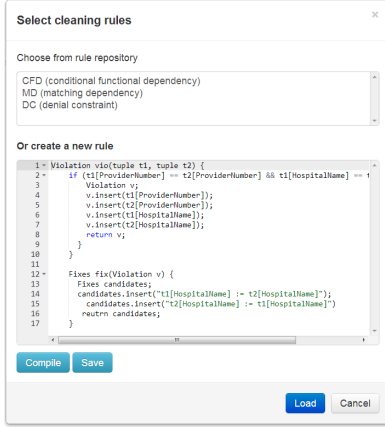 Select cleaning rules
×
Choose from rule repository
CFD (conditional functional dependency)
MD (matching dependency)
DC (denial constraint)
Or create a new rule
1 Violation vio(tuple t1, tuple t2) {
2 if (t1[ProviderNumber] == t2[ProviderNumber] && t1[HospitalName] == t
3 Violation v;
4 v.insert(t1[ProviderNumber]);
5 v.insert(t2[ProviderNumber]);
6 v.insert(t1[HospitalName]);
7 v.insert(t2[HospitalName]);
8 return v;
9 }
10 }
11
12 Fixes fix(Violation v) {
13 Fixes candidates;
14 candidates.insert("t1[HospitalName] := t2[HospitalName]");
15 candidates.insert("t2[HospitalName] := t1[HospitalName]")
16 reutrn candidates;
17 }
Compile Save
Load Cancel